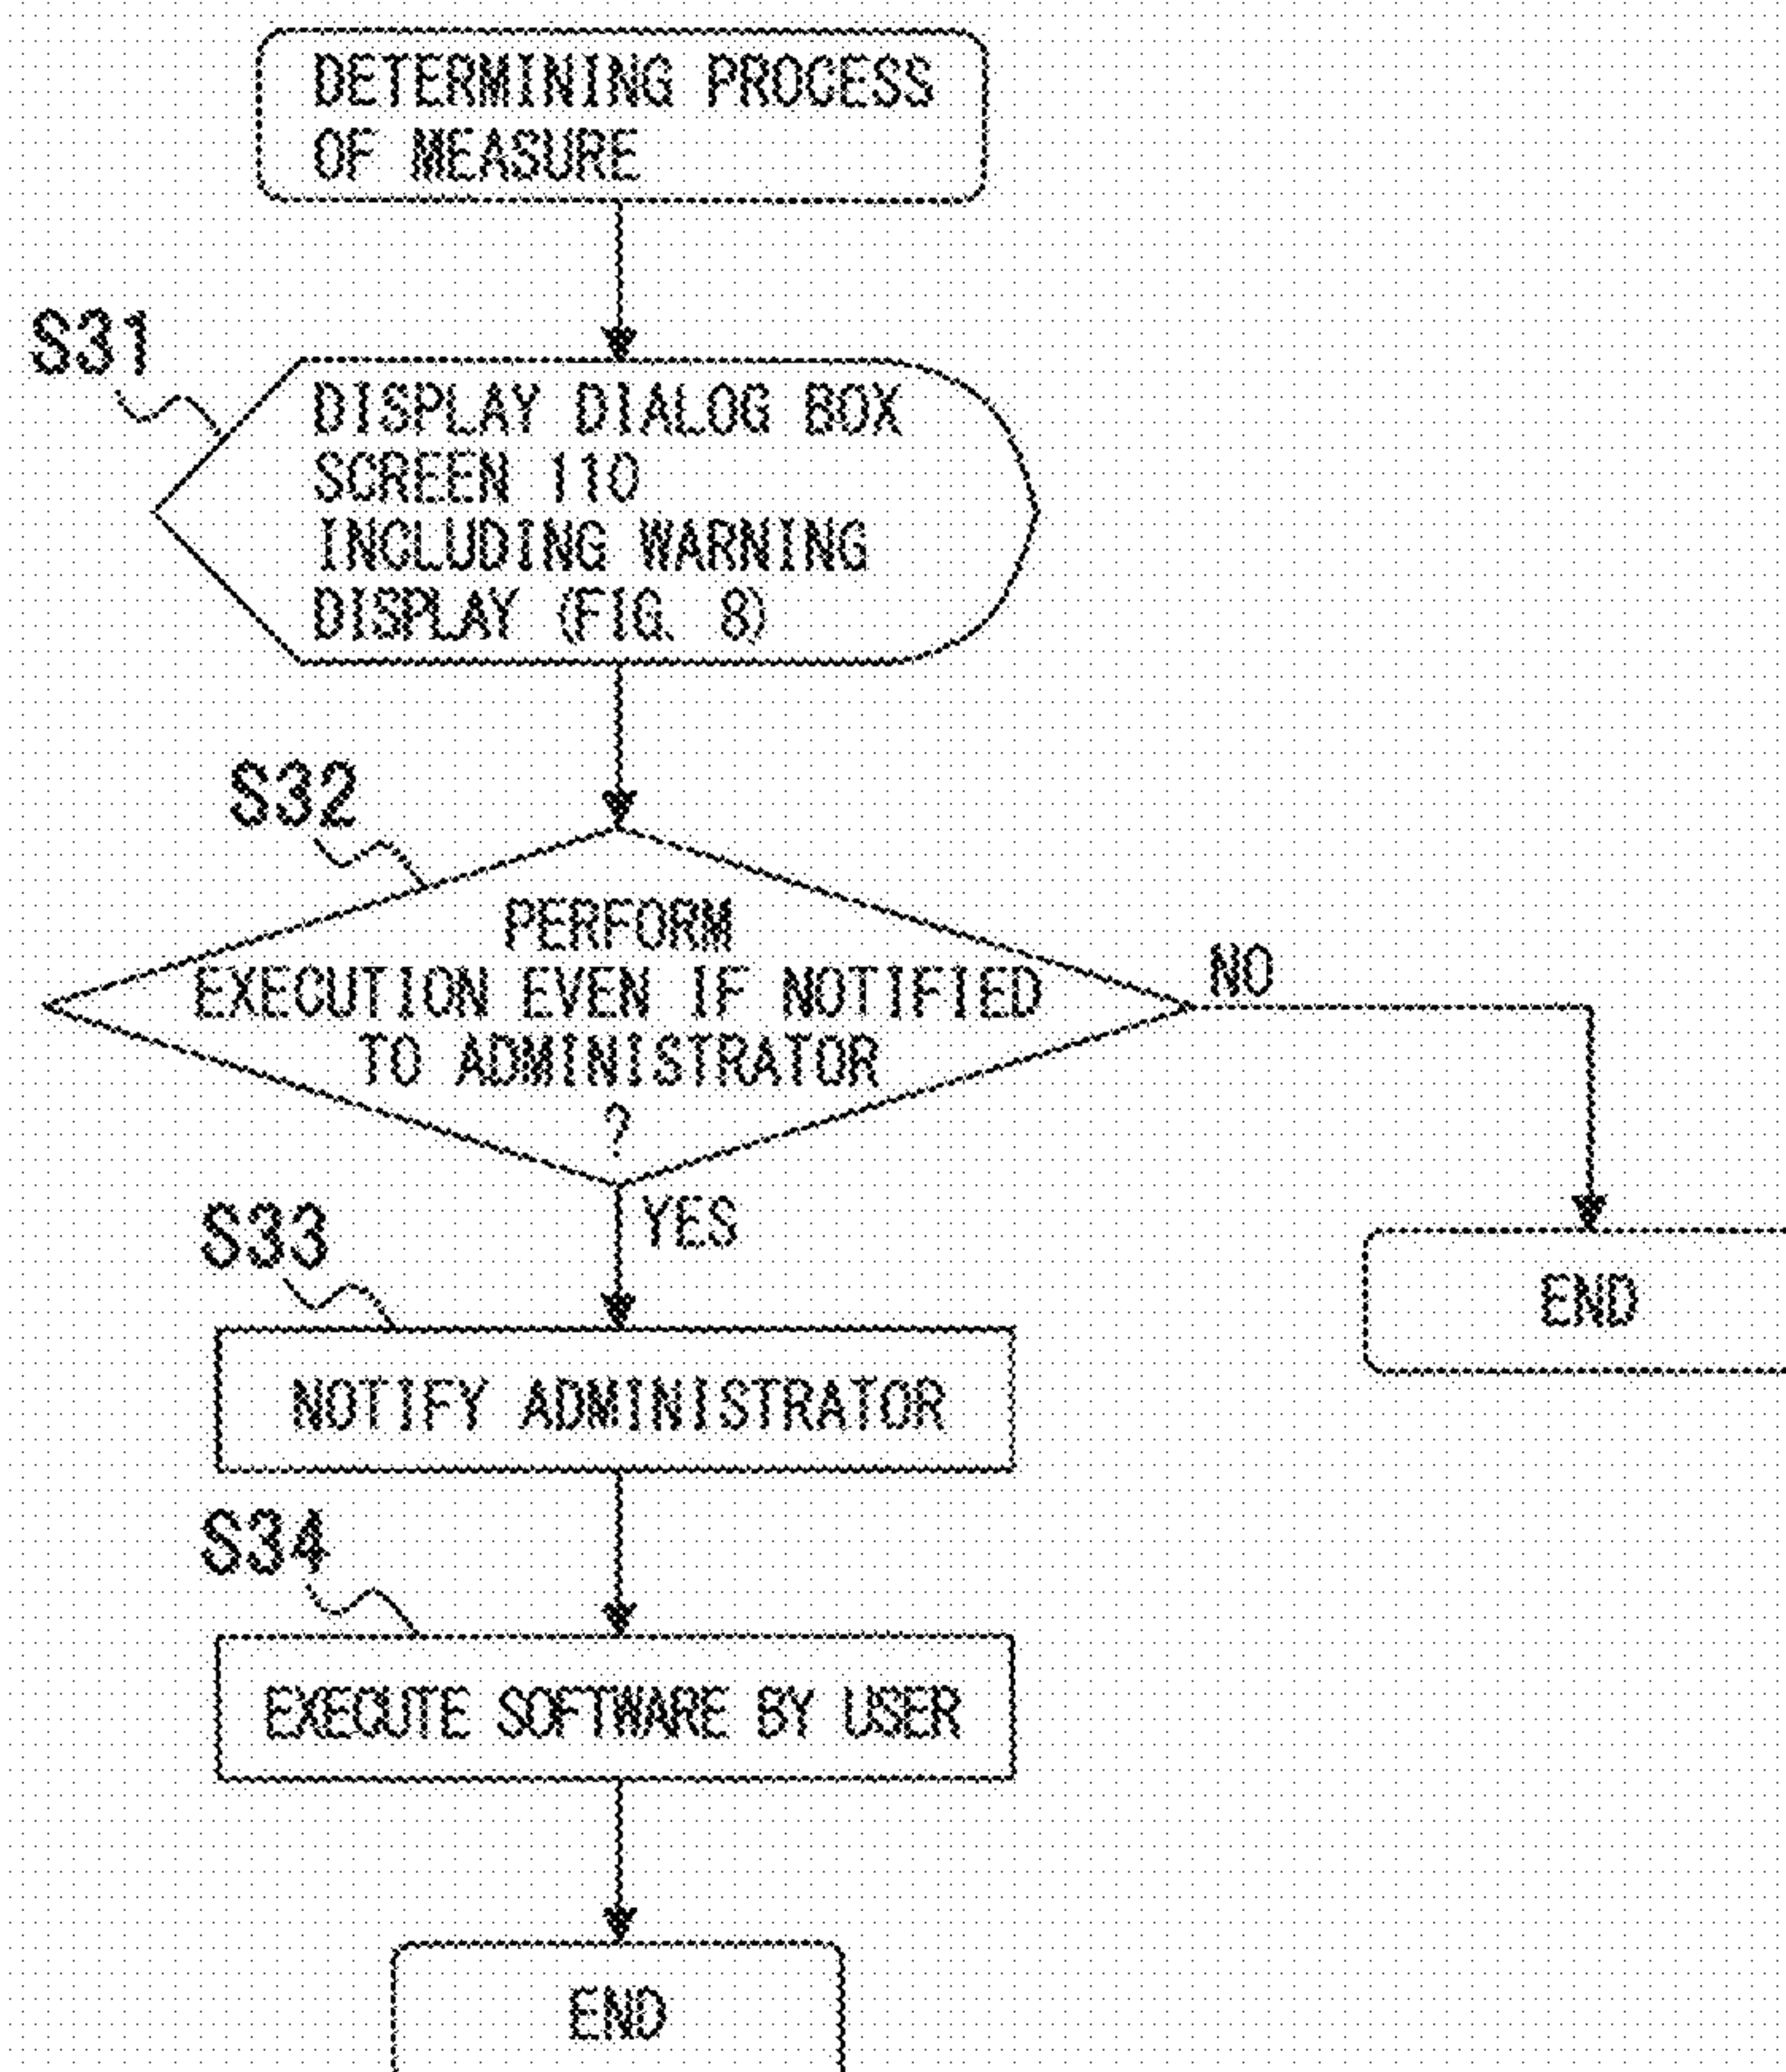 DETERMINING PROCESS
OF MEASURE
S31
DISPLAY DIALOG BOX
SCREEN 110
INCLUDING WARNING
DISPLAY (FIG. 8)
S32
PERFORM
EXECUTION EVEN IF NOTIFIED
TO ADMINISTRATOR
?
NO
YES
S33
END
NOTIFY ADMINISTRATOR
S34
EXECUTE SOFTWARE BY USER
END